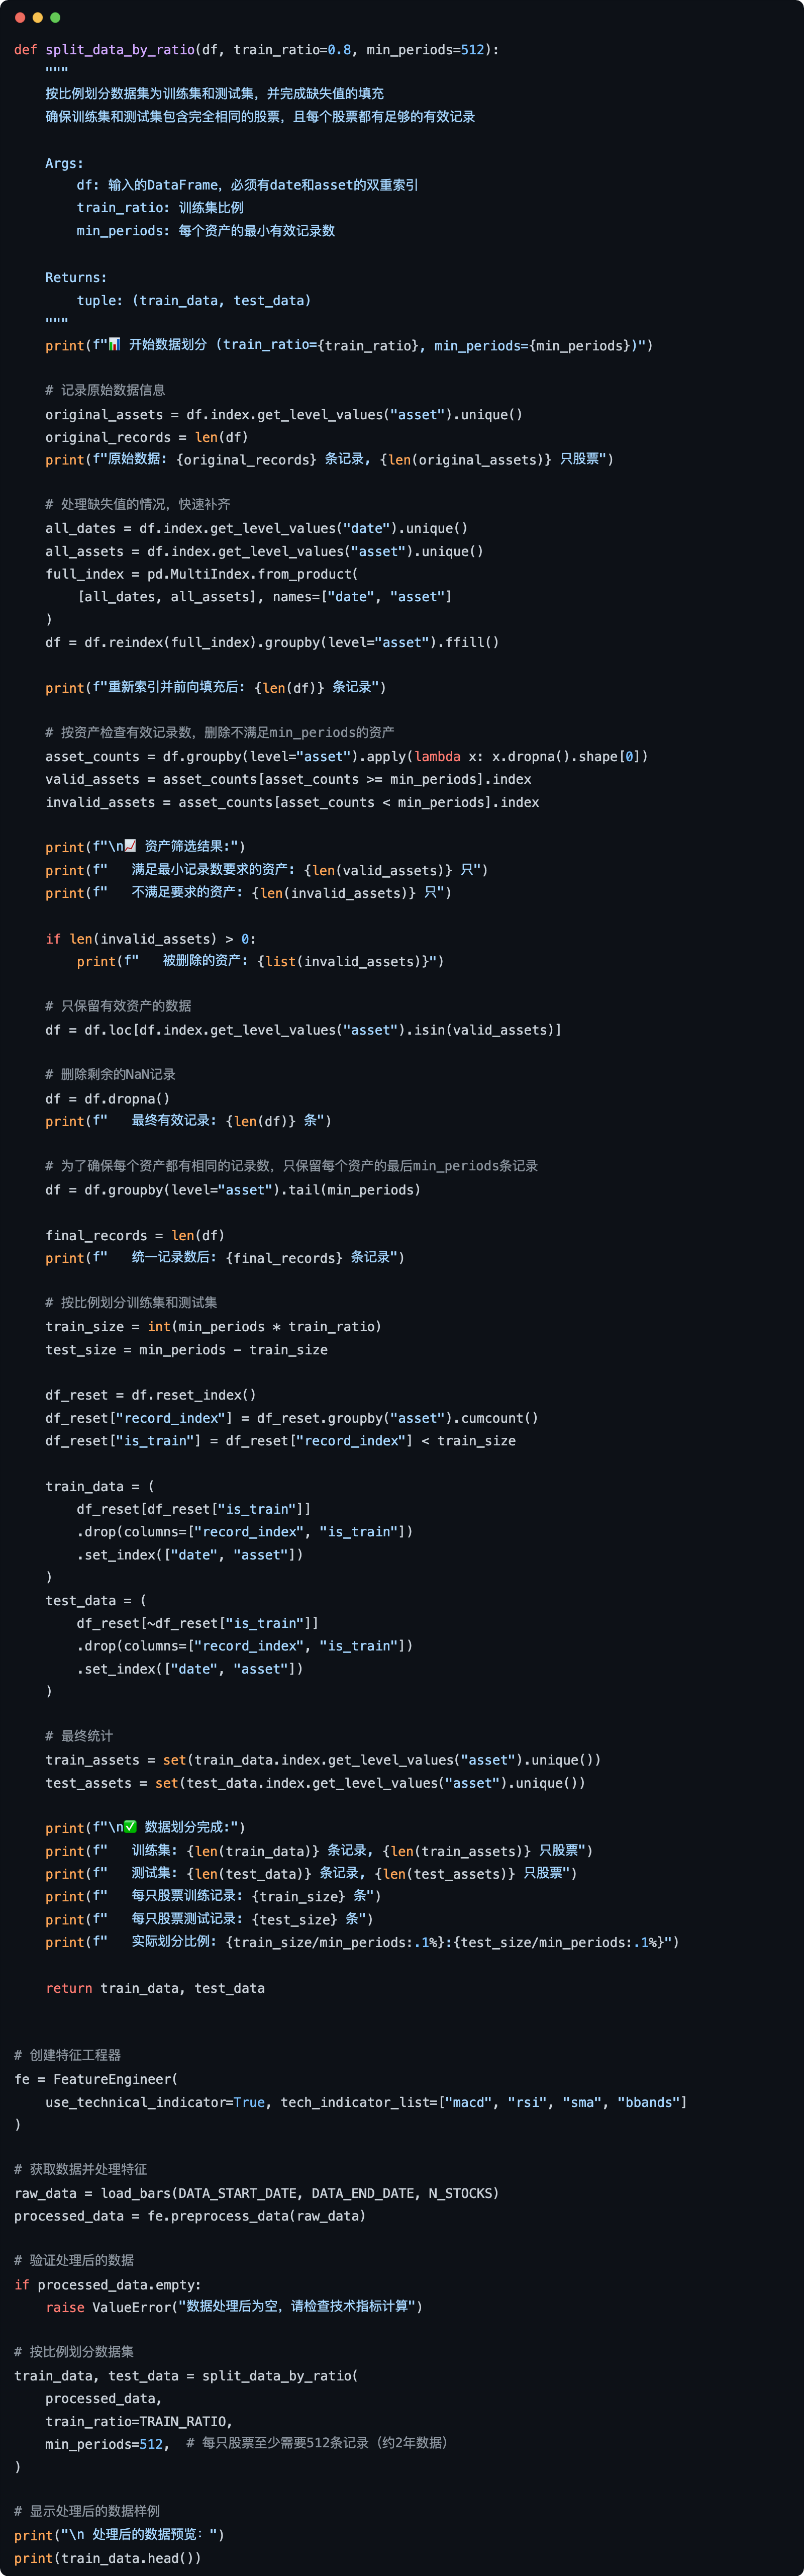 def split_data_by_ratio(df, train_ratio=0.8, min_periods=512):
    """
    按比例划分数据集为训练集和测试集，并完成缺失值的填充
    确保训练集和测试集包含完全相同的股票，且每个股票都有足够的有效记录

    Args:
        df: 输入的DataFrame，必须有date和asset的双重索引
        train_ratio: 训练集比例
        min_periods: 每个资产的最小有效记录数

    Returns:
        tuple: (train_data, test_data)
    """
    print(f"📊 开始数据划分 (train_ratio={train_ratio}, min_periods={min_periods})")

    # 记录原始数据信息
    original_assets = df.index.get_level_values("asset").unique()
    original_records = len(df)
    print(f"原始数据: {original_records} 条记录, {len(original_assets)} 只股票")

    # 处理缺失值的情况，快速补齐
    all_dates = df.index.get_level_values("date").unique()
    all_assets = df.index.get_level_values("asset").unique()
    full_index = pd.MultiIndex.from_product(
        [all_dates, all_assets], names=["date", "asset"]
    )
    df = df.reindex(full_index).groupby(level="asset").ffill()

    print(f"重新索引并前向填充后: {len(df)} 条记录")

    # 按资产检查有效记录数，删除不满足min_periods的资产
    asset_counts = df.groupby(level="asset").apply(lambda x: x.dropna().shape[0])
    valid_assets = asset_counts[asset_counts >= min_periods].index
    invalid_assets = asset_counts[asset_counts < min_periods].index

    print(f"\n📈 资产筛选结果:")
    print(f"   满足最小记录数要求的资产: {len(valid_assets)} 只")
    print(f"   不满足要求的资产: {len(invalid_assets)} 只")

    if len(invalid_assets) > 0:
        print(f"   被删除的资产: {list(invalid_assets)}")

    # 只保留有效资产的数据
    df = df.loc[df.index.get_level_values("asset").isin(valid_assets)]

    # 删除剩余的NaN记录
    df = df.dropna()
    print(f"   最终有效记录: {len(df)} 条")

    # 为了确保每个资产都有相同的记录数，只保留每个资产的最后min_periods条记录
    df = df.groupby(level="asset").tail(min_periods)

    final_records = len(df)
    print(f"   统一记录数后: {final_records} 条记录")

    # 按比例划分训练集和测试集
    train_size = int(min_periods * train_ratio)
    test_size = min_periods - train_size

    df_reset = df.reset_index()
    df_reset["record_index"] = df_reset.groupby("asset").cumcount()
    df_reset["is_train"] = df_reset["record_index"] < train_size

    train_data = (
        df_reset[df_reset["is_train"]]
        .drop(columns=["record_index", "is_train"])
        .set_index(["date", "asset"])
    )
    test_data = (
        df_reset[~df_reset["is_train"]]
        .drop(columns=["record_index", "is_train"])
        .set_index(["date", "asset"])
    )

    # 最终统计
    train_assets = set(train_data.index.get_level_values("asset").unique())
    test_assets = set(test_data.index.get_level_values("asset").unique())

    print(f"\n✅ 数据划分完成:")
    print(f"   训练集: {len(train_data)} 条记录, {len(train_assets)} 只股票")
    print(f"   测试集: {len(test_data)} 条记录, {len(test_assets)} 只股票")
    print(f"   每只股票训练记录: {train_size} 条")
    print(f"   每只股票测试记录: {test_size} 条")
    print(f"   实际划分比例: {train_size/min_periods:.1%}:{test_size/min_periods:.1%}")

    return train_data, test_data


# 创建特征工程器
fe = FeatureEngineer(
    use_technical_indicator=True, tech_indicator_list=["macd", "rsi", "sma", "bbands"]
)

# 获取数据并处理特征
raw_data = load_bars(DATA_START_DATE, DATA_END_DATE, N_STOCKS)
processed_data = fe.preprocess_data(raw_data)

# 验证处理后的数据
if processed_data.empty:
    raise ValueError("数据处理后为空，请检查技术指标计算")

# 按比例划分数据集
train_data, test_data = split_data_by_ratio(
    processed_data,
    train_ratio=TRAIN_RATIO,
    min_periods=512,  # 每只股票至少需要512条记录（约2年数据）
)

# 显示处理后的数据样例
print("\n 处理后的数据预览：")
print(train_data.head())